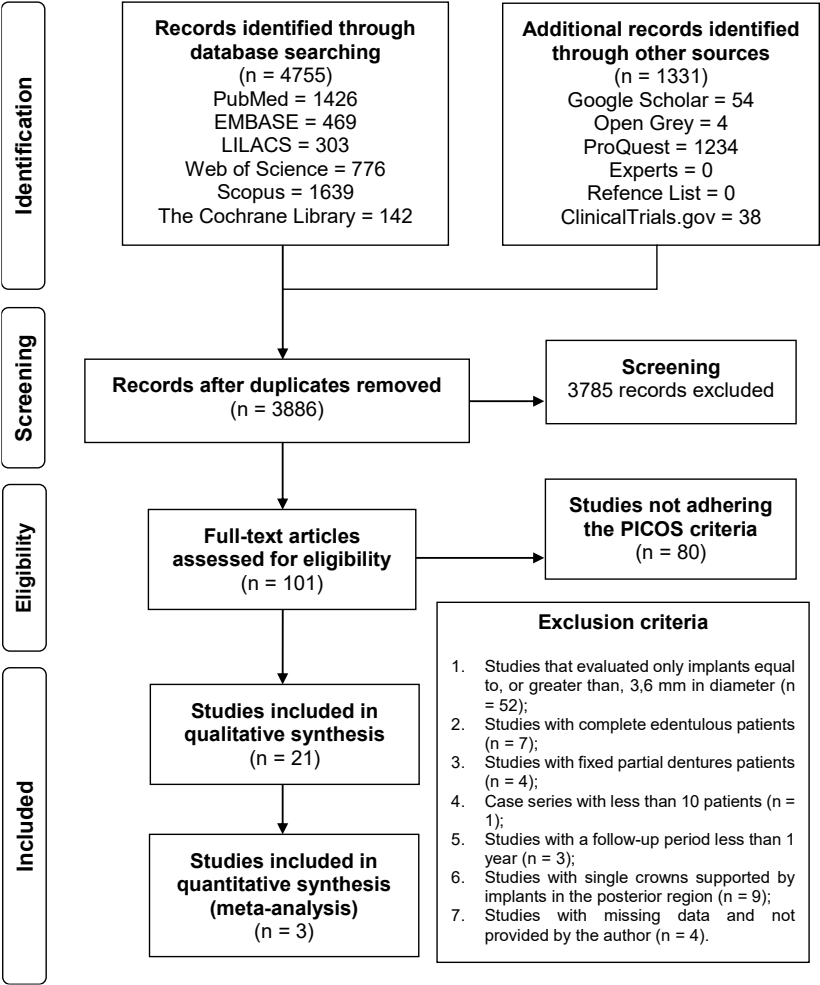 Identification
Records identified through
database searching
(n = 4755)
PubMed = 1426
EMBASE = 469
LILACS = 303
Web of Science = 776
Scopus = 1639
The Cochrane Library = 142
Additional records identified
through other sources
(n = 1331)
Google Scholar = 54
Open Grey = 4
ProQuest = 1234
Experts = 0
Refence List = 0
ClinicalTrials.gov = 38
Screening
Records after duplicates removed
(n = 3886)
Screening
3785 records excluded
Eligibility
Full-text articles
assessed for eligibility
(n = 101)
Studies not adhering
the PICOS criteria
(n = 80)
Exclusion criteria
1. Studies that evaluated only implants equal
to, or greater than, 3,6 mm in diameter (n
= 52);
2. Studies with complete edentulous patients
(n = 7);
3. Studies with fixed partial dentures patients
(n = 4);
4. Case series with less than 10 patients (n =
1);
5. Studies with a follow-up period less than 1
year (n = 3);
6. Studies with single crowns supported by
implants in the posterior region (n = 9);
7. Studies with missing data and not
provided by the author (n = 4).
Included
Studies included in
qualitative synthesis
(n = 21)
Studies included in
quantitative synthesis
(meta-analysis)
(n = 3)